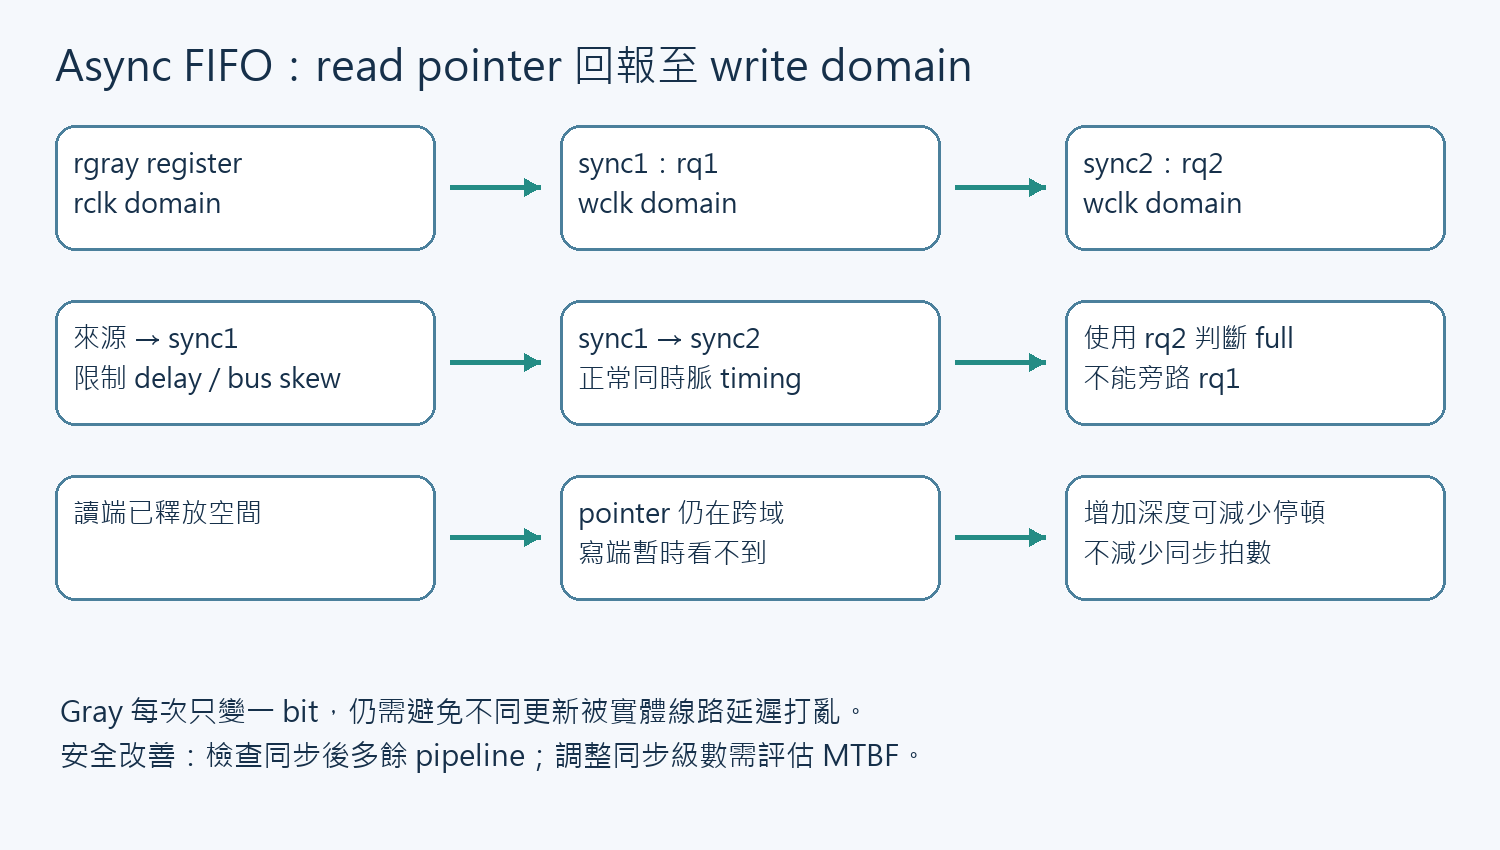 Async FIFO：read pointer 回報至 write domain
rgray register
rclk domain
sync1：rq1
wclk domain
sync2：rq2
wclk domain
來源 → sync1
限制 delay / bus skew
sync1 → sync2
正常同時脈 timing
使用 rq2 判斷 full
不能旁路 rq1
讀端已釋放空間
pointer 仍在跨域
寫端暫時看不到
增加深度可減少停頓
不減少同步拍數
Gray 每次只變一 bit，仍需避免不同更新被實體線路延遲打亂。
安全改善：檢查同步後多餘 pipeline；調整同步級數需評估 MTBF。